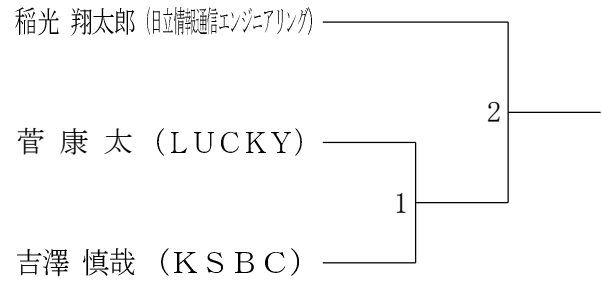 稲光 翔太郎 (日立情報通信エンジニアリング)
2
菅 康 太 (LUCKY)
1
吉澤 慎哉 (KSBC)